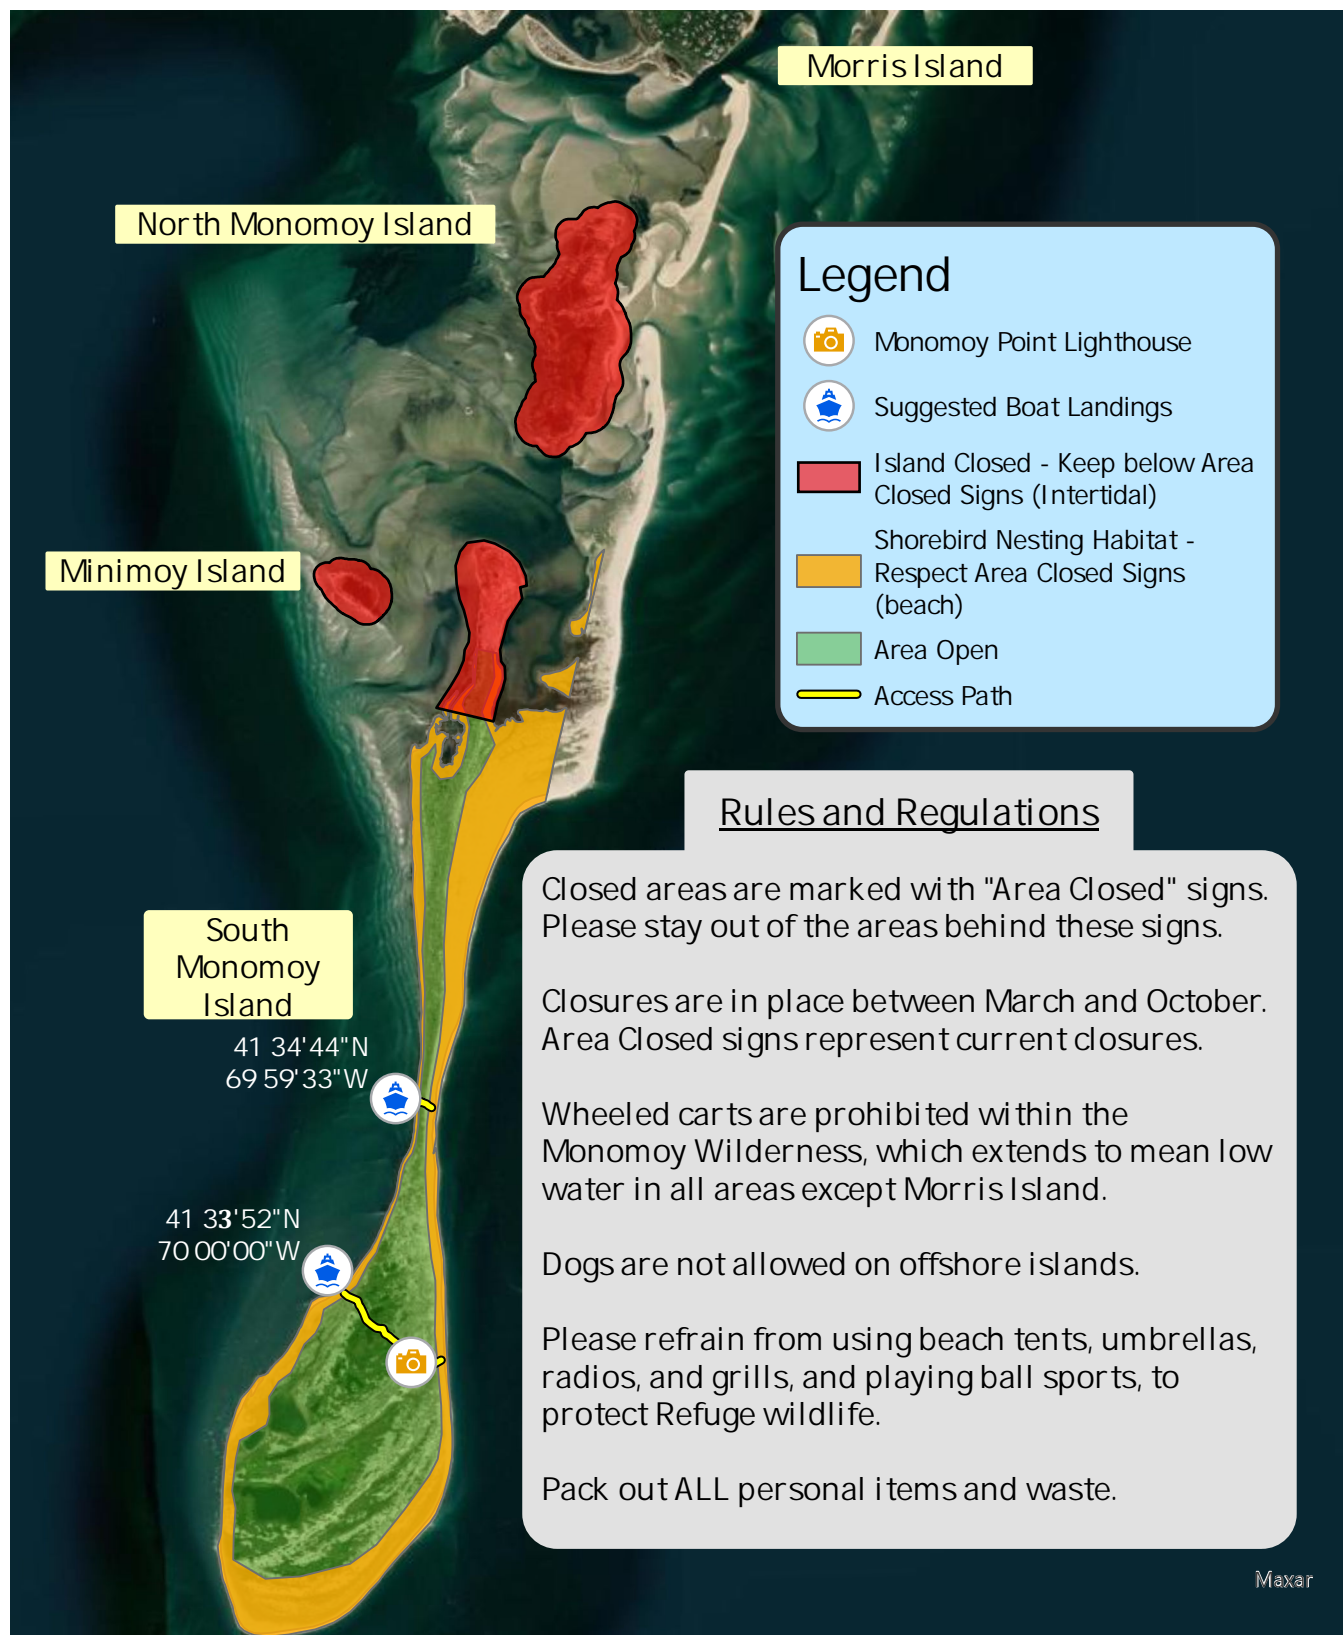 Morris Island
North Monomoy Island
Legend
Monomoy Point Lighthouse
Suggested Boat Landings
Island Closed - Keep below Area
Closed Signs (Intertidal)
Shorebird Nesting Habitat -
Respect Area Closed Signs
(beach)
Area Open
Access Path
Minimoy Island
Rules and Regulations
Closed areas are marked with "Area Closed" signs.
Please stay out of the areas behind these signs.
Closures are in place between March and October.
Area Closed signs represent current closures.
Wheeled carts are prohibited within the
Monomoy Wilderness, which extends to mean low
water in all areas except Morris Island.
Dogs are not allowed on offshore islands.
Please refrain from using beach tents, umbrellas,
radios, and grills, and playing ball sports, to
protect Refuge wildlife.
Pack out ALL personal items and waste.
South
Monomoy
Island
41 34'44"N
69 59'33"W
41 33'52"N
70 00'00"W
Maxar